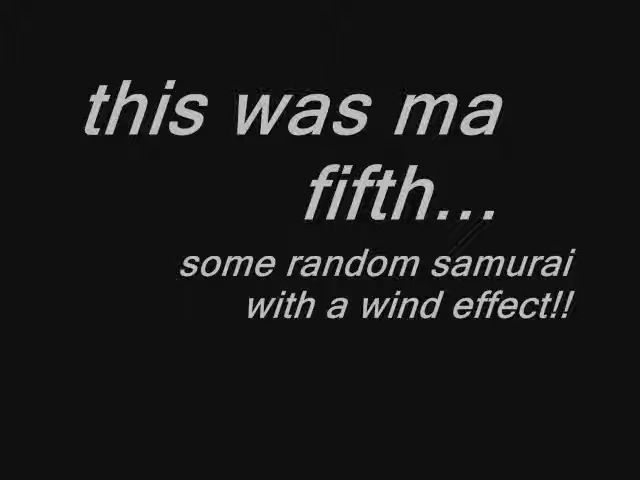 this was ma
fifth...
some random samurai
with a wind effect!!